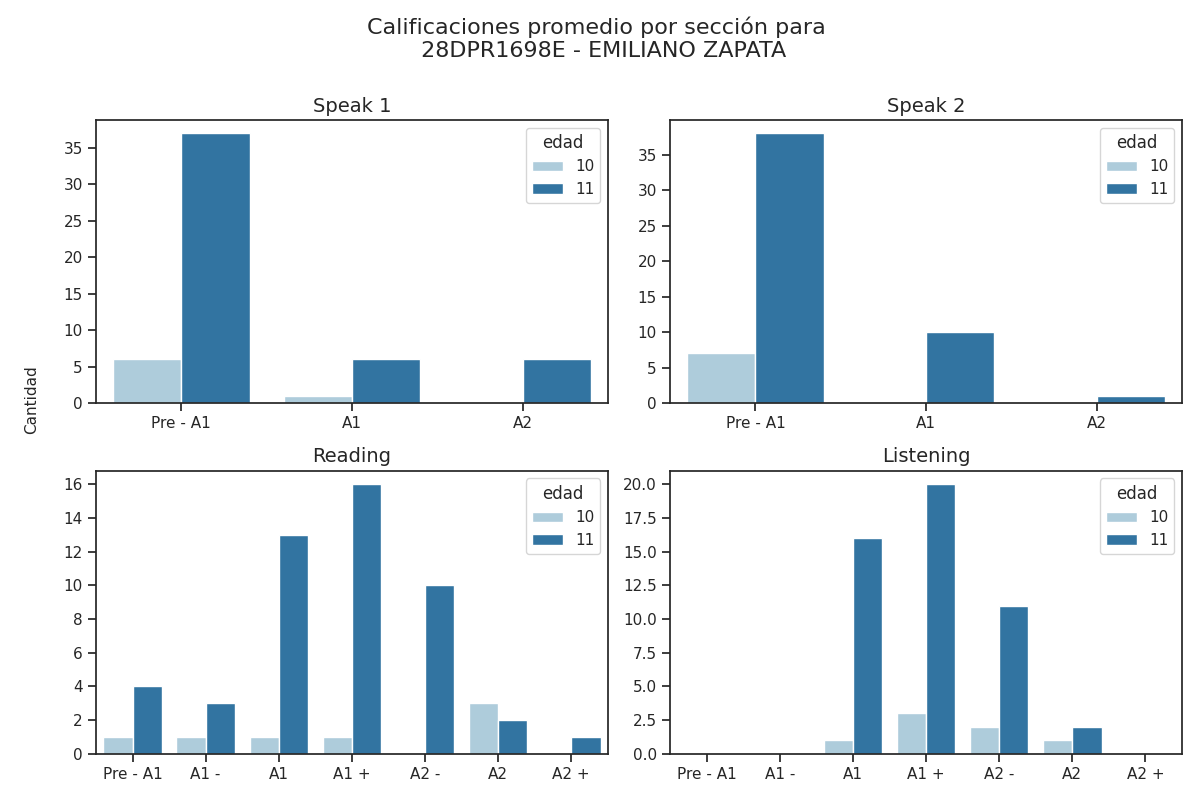 Calificaciones promedio por sección para
28DPR1698E - EMILIANO ZAPATA
Cantidad
Speak 1
35
30
25
20
15
10
5
0
Pre - A1 A1 A2
edad
10
11
Speak 2
35
30
25
20
15
10
5
0
Pre - A1 A1 A2
edad
10
11
Reading
16
14
12
10
8
6
4
2
0
Pre - A1 A1 - A1 A1 + A2 - A2 A2 +
edad
10
11
Listening
20.0
17.5
15.0
12.5
10.0
7.5
5.0
2.5
0.0
Pre - A1 A1 - A1 A1 + A2 - A2 A2 +
edad
10
11